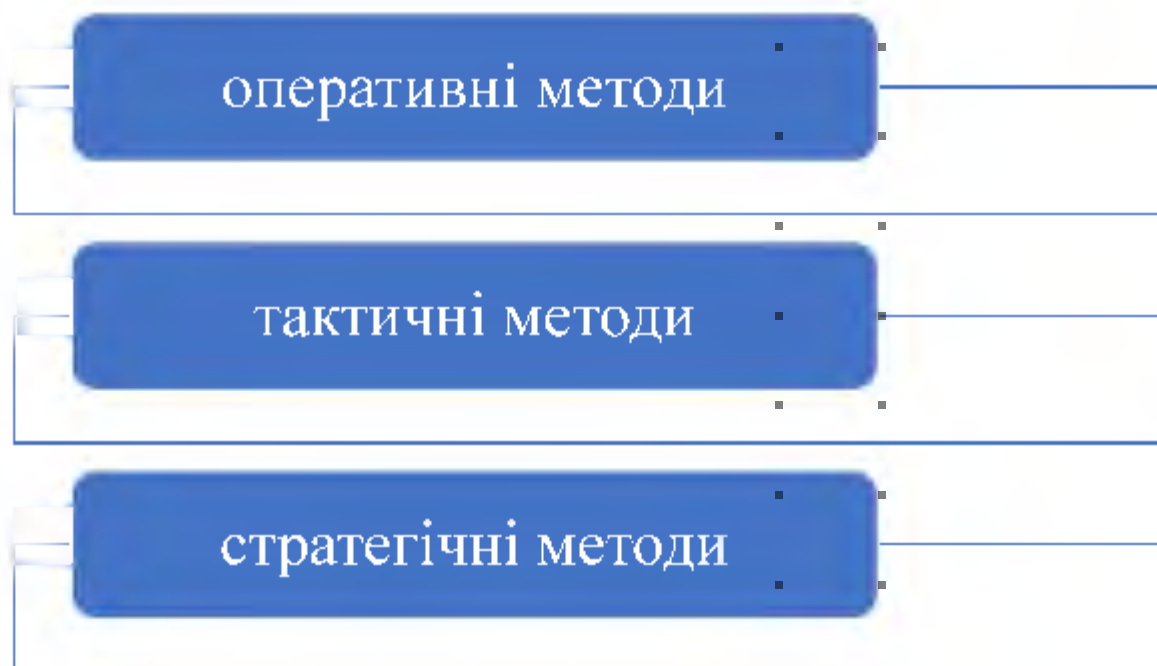 оперативні методи
тактичні методи
стратегічні методи